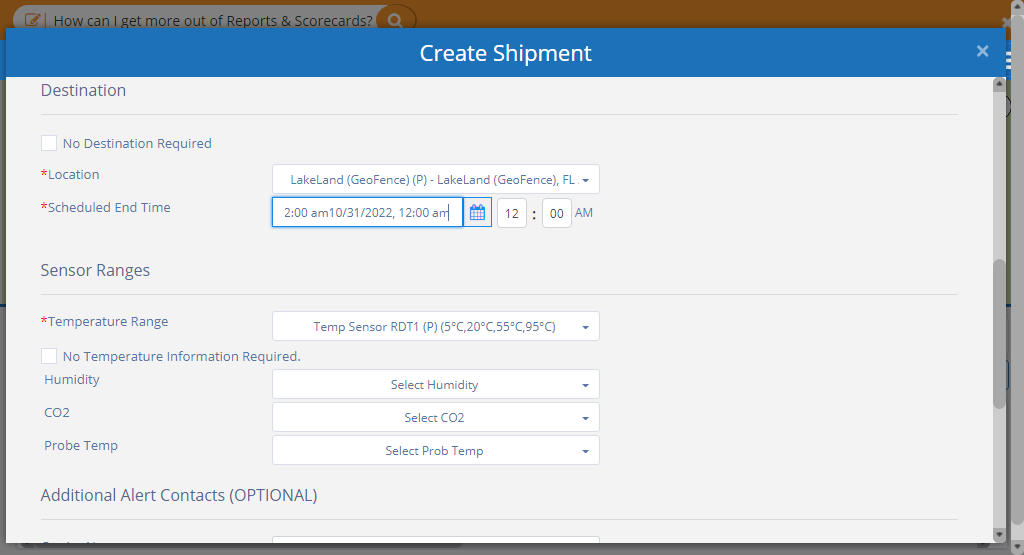 How can I get more out of Reports & Scorecards?
Create Shipment
Destination
No Destination Required
*Location
LakeLand (GeoFence) (P) - LakeLand (GeoFence), FL
*Scheduled End Time
2:00 am10/31/2022, 12:00 am
12 : 00 AM
Sensor Ranges
*Temperature Range
Temp Sensor RDT1 (P) (5°C,20°C,55°C,95°C)
No Temperature Information Required.
Humidity
Select Humidity
CO2
Select CO2
Probe Temp
Select Prob Temp
Additional Alert Contacts (OPTIONAL)